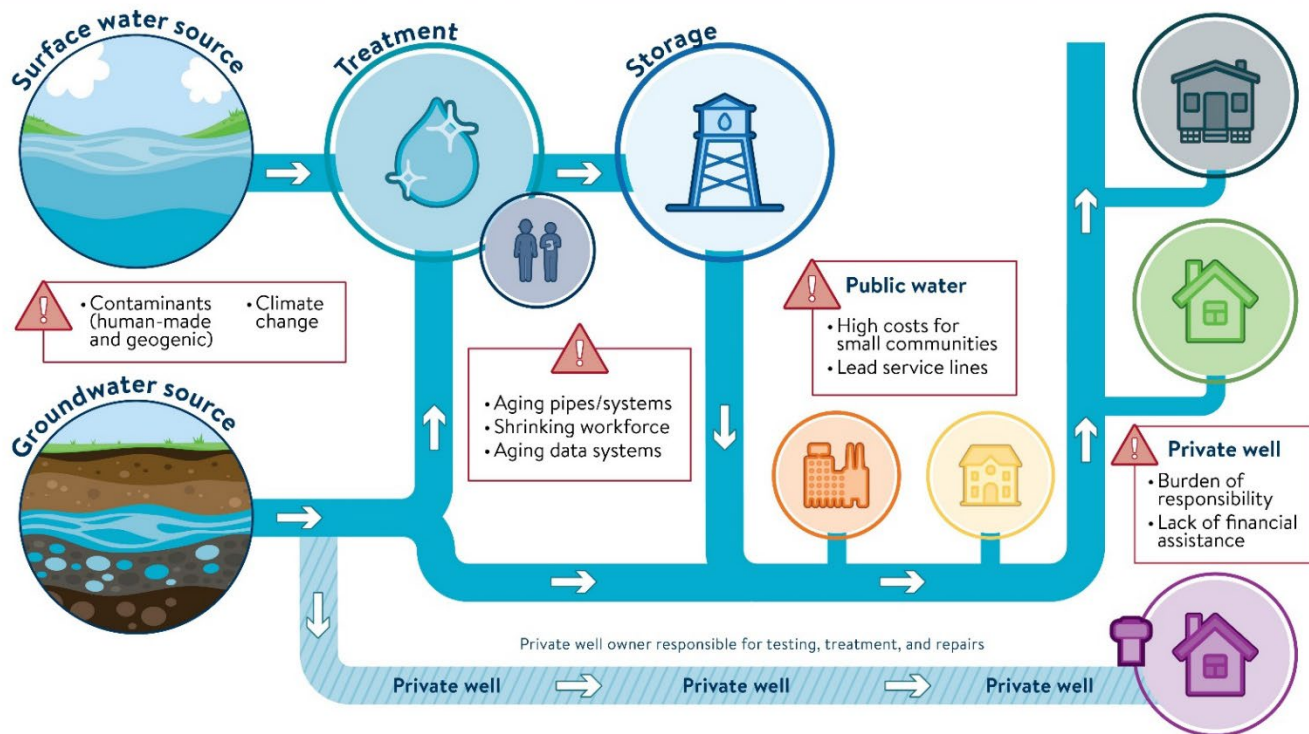 Surface water source
Treatment
Storage
• Contaminants
(human-made
and geogenic)
• Climate
change
Groundwater source
• Aging pipes/systems
• Shrinking workforce
• Aging data systems
Public water
• High costs for
small communities
• Lead service lines
Private well
• Burden of
responsibility
• Lack of financial
assistance
Private well owner responsible for testing, treatment, and repairs
Private well
Private well
Private well